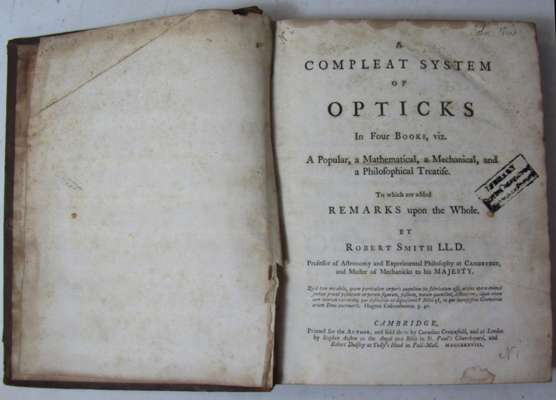 A
COMPLEAT SYSTEM
OF
OPTICKS
In Four BOOKS, viz.
A Popular, a Mathematical, a Mechanical, and
a Philosophical Treatise.
To which are added
REMARKS upon the Whole.
BY
ROBERT SMITH LL.D.
Professor of Astronomy and Experimental Philosophy at CAMBRIDGE,
and Master of Mechanicks to his MAJESTY.
CAMBRIDGE,
Printed for the AUTHOR, and sold there by Cornelius Crownfield, and at London
by Stephen Austen at the Angel and Bible in St. Paul's Church-yard, and
Robert Dodsley at Tully's Head in Pall-Mall. MDCCXXXVIII.